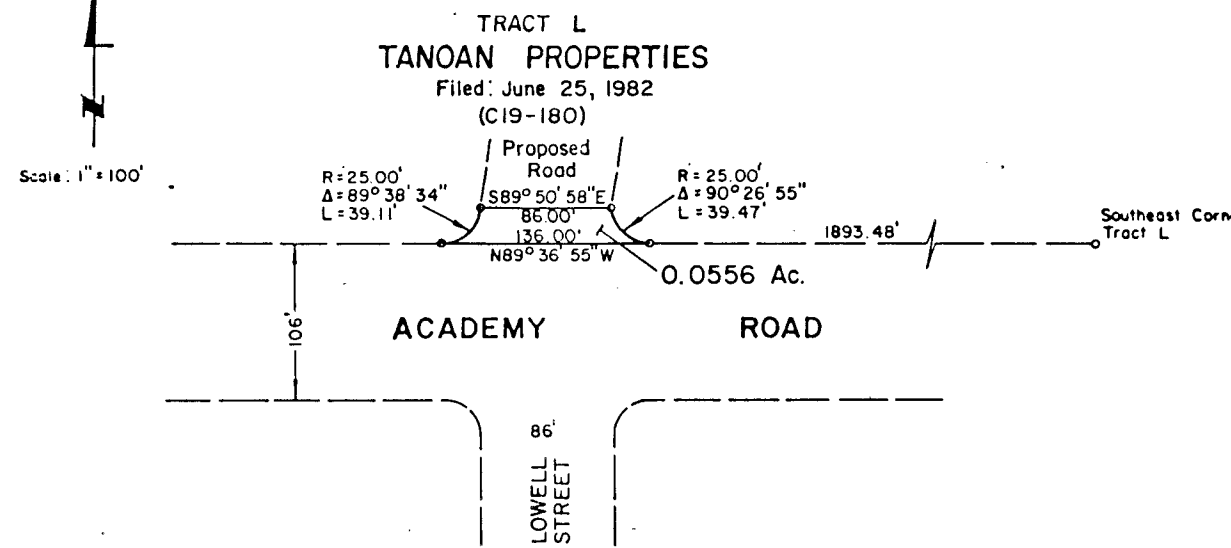 TRACT L
TANOAN PROPERTIES
Filed: June 25, 1982
(C19-180)
Proposed
Road
Scale: 1" = 100'
R = 25.00'
Δ = 89° 38' 34"
L = 39.11'
S89° 50' 58" E
86.00'
136.00'
N89° 36' 55" W
R = 25.00'
Δ = 90° 26' 55"
L = 39.47'
1893.48'
Southeast Corn
Tract L
0.0556 Ac.
106'
ACADEMY ROAD
86'
LOWELL
STREET